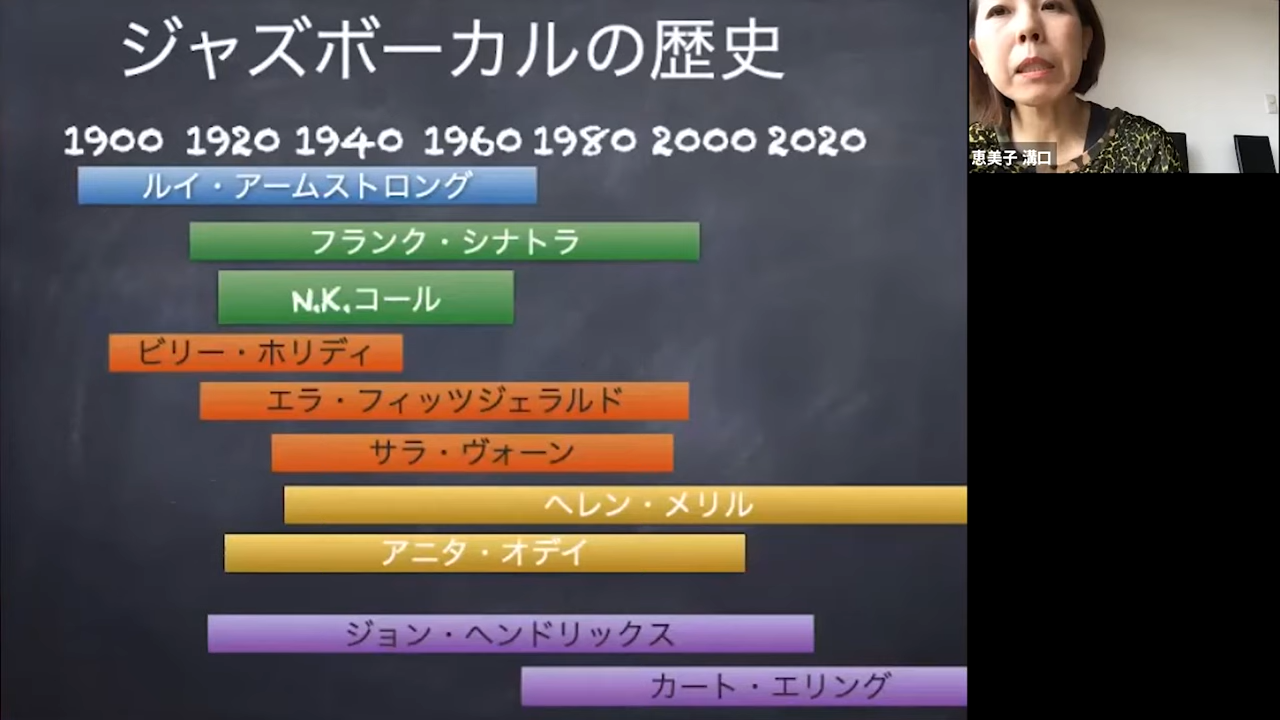 ジャズボーカルの歴史
1900 1920 1940 1960 1980 2000 2020
ルイ・アームストロング
フランク・シナトラ
N.K.コール
ビリー・ホリディ
エラ・フィッツジェラルド
サラ・ヴォーン
ヘレン・メリル
アニタ・オデイ
ジョン・ヘンドリックス
カート・エリング
恵美子 溝口